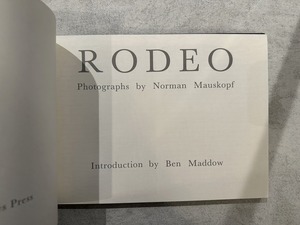 RODEO
Photographs by Norman Mauskopf
Introduction by Ben Maddow
Press